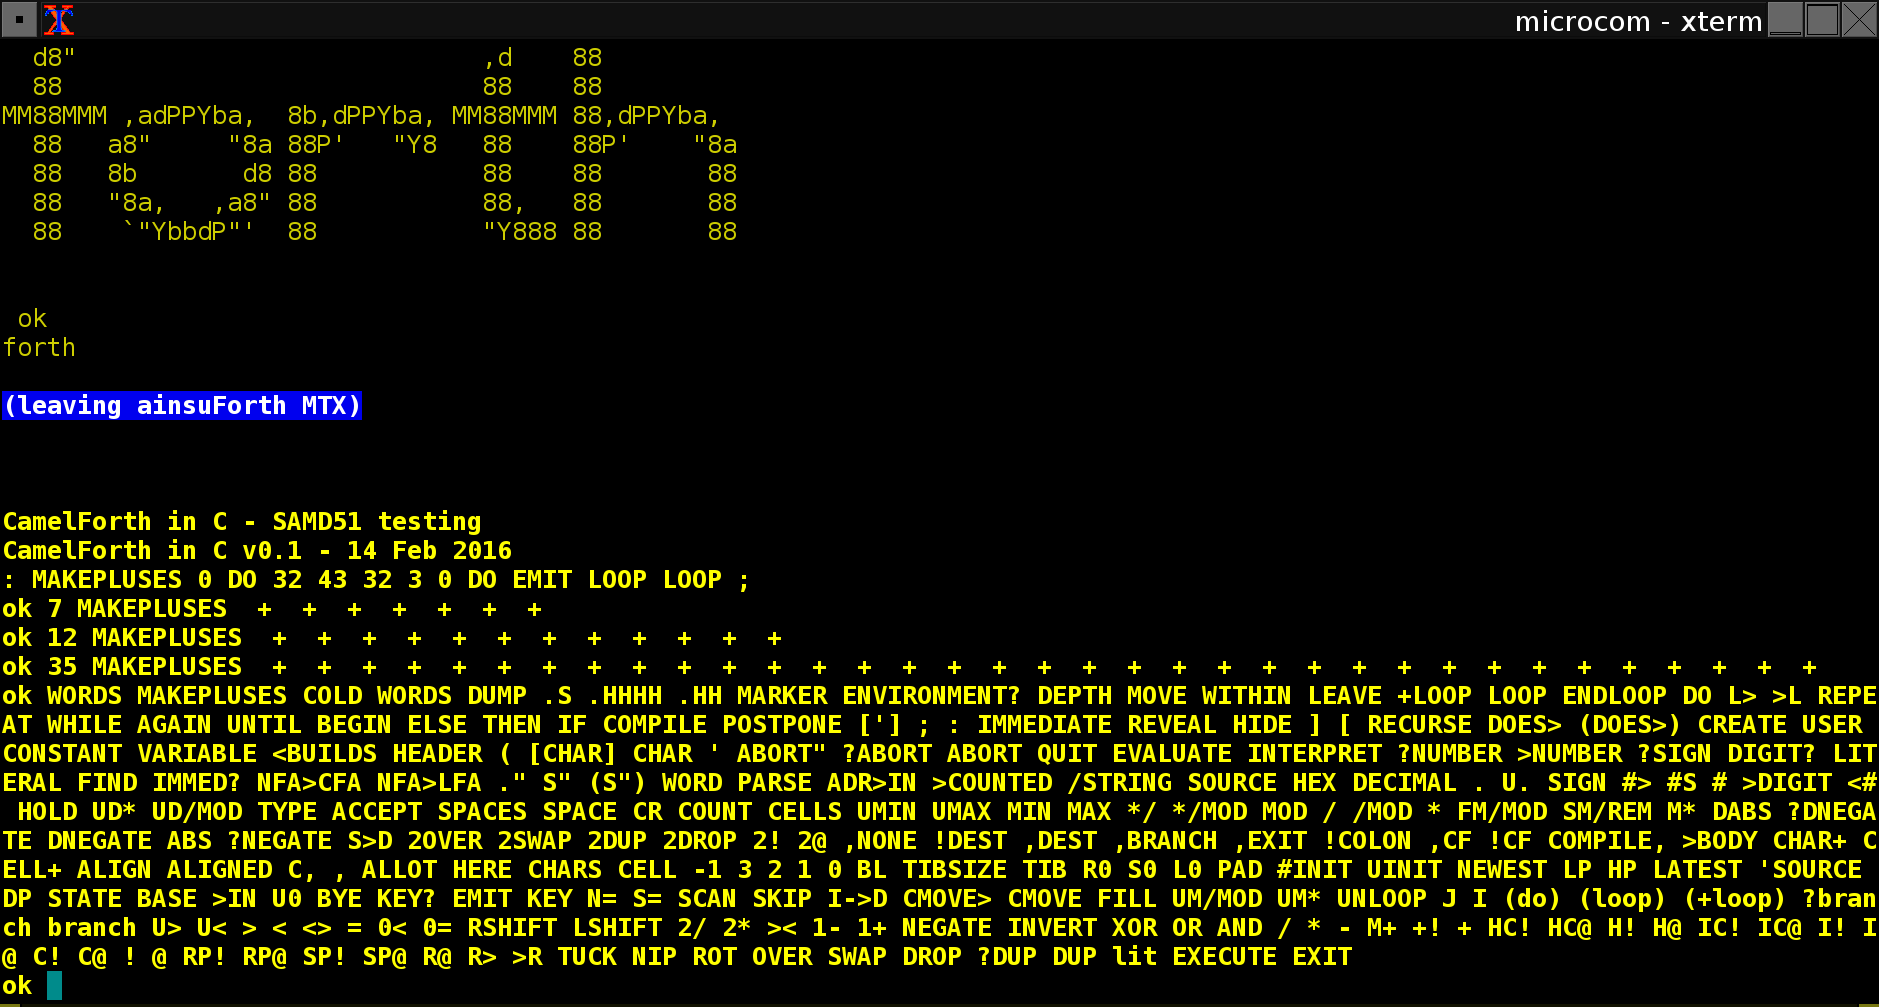 microcom - xterm
  d8"                           ,d    88
  88                            88    88
MM88MMM ,adPPYba,  8b,dPPYba, MM88MMM 88,dPPYba,
  88   a8"     "8a 88P'   "Y8   88    88P'    "8a
  88   8b       d8 88           88    88       88
  88   "8a,   ,a8" 88           88,   88       88
  88    `"YbbdP"'  88           "Y888 88       88
 ok
forth
(leaving ainsuForth MTX)
CamelForth in C - SAMD51 testing
CamelForth in C v0.1 - 14 Feb 2016
: MAKEPLUSES 0 DO 32 43 32 3 0 DO EMIT LOOP LOOP ;
ok 7 MAKEPLUSES  +  +  +  +  +  +  +
ok 12 MAKEPLUSES  +  +  +  +  +  +  +  +  +  +  +  +
ok 35 MAKEPLUSES  +  +  +  +  +  +  +  +  +  +  +  +  +  +  +  +  +  +  +  +  +  +  +  +  +  +  +  +  +  +  +  +  +  +  +
ok WORDS MAKEPLUSES COLD WORDS DUMP .S .HHHH .HH MARKER ENVIRONMENT? DEPTH MOVE WITHIN LEAVE +LOOP LOOP ENDLOOP DO L> >L REPE
AT WHILE AGAIN UNTIL BEGIN ELSE THEN IF COMPILE POSTPONE ['] ; : IMMEDIATE REVEAL HIDE ] [ RECURSE DOES> (DOES>) CREATE USER
CONSTANT VARIABLE <BUILDS HEADER ( [CHAR] CHAR ' ABORT" ?ABORT ABORT QUIT EVALUATE INTERPRET ?NUMBER >NUMBER ?SIGN DIGIT? LIT
ERAL FIND IMMED? NFA>CFA NFA>LFA ." S" (S") WORD PARSE ADR>IN >COUNTED /STRING SOURCE HEX DECIMAL . U. SIGN #> #S # >DIGIT <#
 HOLD UD* UD/MOD TYPE ACCEPT SPACES SPACE CR COUNT CELLS UMIN UMAX MIN MAX */ */MOD MOD / /MOD * FM/MOD SM/REM M* DABS ?DNEGA
TE DNEGATE ABS ?NEGATE S>D 2OVER 2SWAP 2DUP 2DROP 2! 2@ ,NONE !DEST ,DEST ,BRANCH ,EXIT !COLON ,CF !CF COMPILE, >BODY CHAR+ C
ELL+ ALIGN ALIGNED C, , ALLOT HERE CHARS CELL -1 3 2 1 0 BL TIBSIZE TIB R0 S0 L0 PAD #INIT UINIT NEWEST LP HP LATEST 'SOURCE
DP STATE BASE >IN U0 BYE KEY? EMIT KEY N= S= SCAN SKIP I->D CMOVE> CMOVE FILL UM/MOD UM* UNLOOP J I (do) (loop) (+loop) ?bran
ch branch U> U< > < <> = 0< 0= RSHIFT LSHIFT 2/ 2* >< 1- 1+ NEGATE INVERT XOR OR AND / * - M+ +! + HC! HC@ H! H@ IC! IC@ I! I
@ C! C@ ! @ RP! RP@ SP! SP@ R@ R> >R TUCK NIP ROT OVER SWAP DROP ?DUP DUP lit EXECUTE EXIT
ok